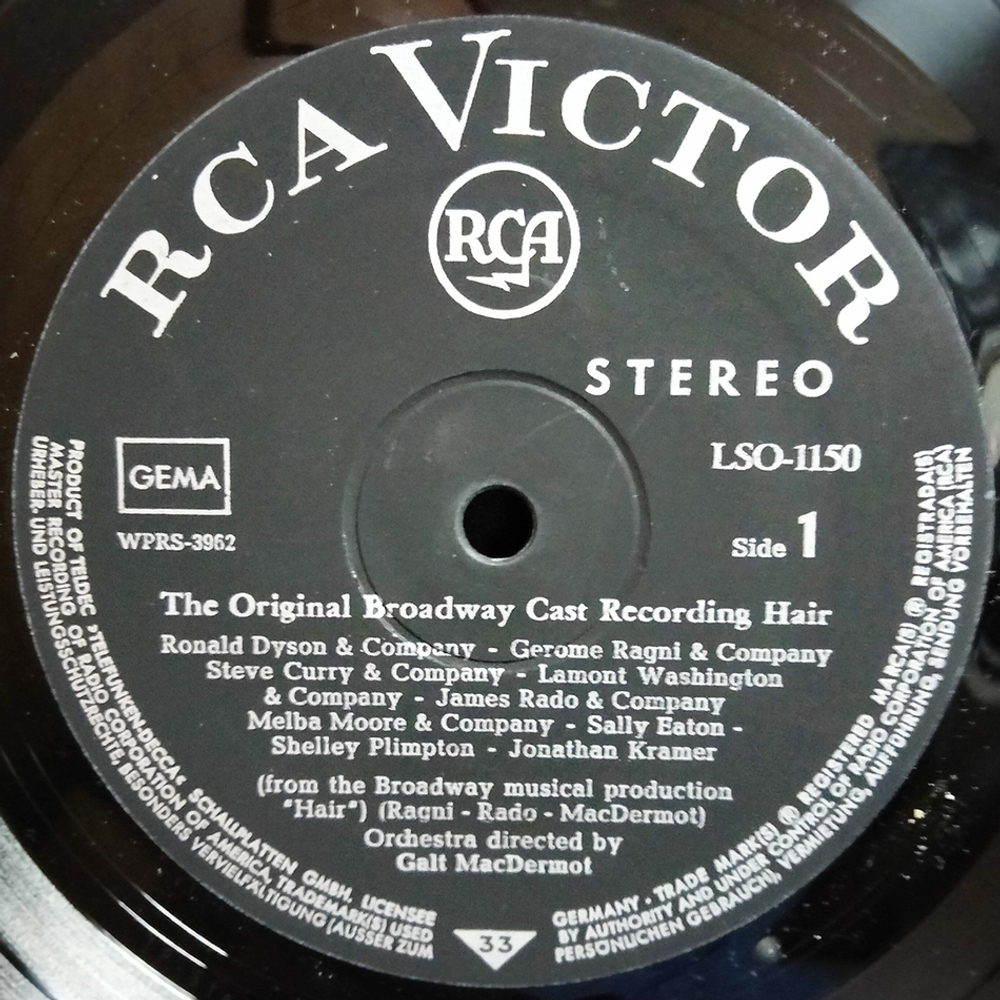 RCA VICTOR
RCA
STEREO
GEMA
LSO-1150
WPRS-3962
Side 1
The Original Broadway Cast Recording Hair
Ronald Dyson & Company - Gerome Ragni & Company
Steve Curry & Company - Lamont Washington
& Company - James Rado & Company
Melba Moore & Company - Sally Eaton -
Shelley Plimpton - Jonathan Kramer
(from the Broadway musical production
"Hair") (Ragni - Rado - MacDermot)
Orchestra directed by
Galt MacDermot
PRODUCT OF TELDEC »TELEFUNKEN-DECCA« SCHALLPLATTEN GMBH. LICENSEE
MASTER RECORDING OF RADIO CORPORATION OF AMERICA, TRADEMARK(S) USED
URHEBER. UND LEISTUNGSSCHUTZRECHTE, BESONDERS VERVIELFÄLTIGUNG (AUSSER ZUM
33
GERMANY · TRADE MARK(S) ® REGISTERED MARCA(S) ® REGISTRADA(S)
BY AUTHORITY AND UNDER CONTROL OF RADIO CORPORATION OF AMERICA (RCA)
PERSÖNLICHEN GEBRAUCH), VERMIETUNG, AUFFÜHRUNG, SENDUNG VORBEHALTEN